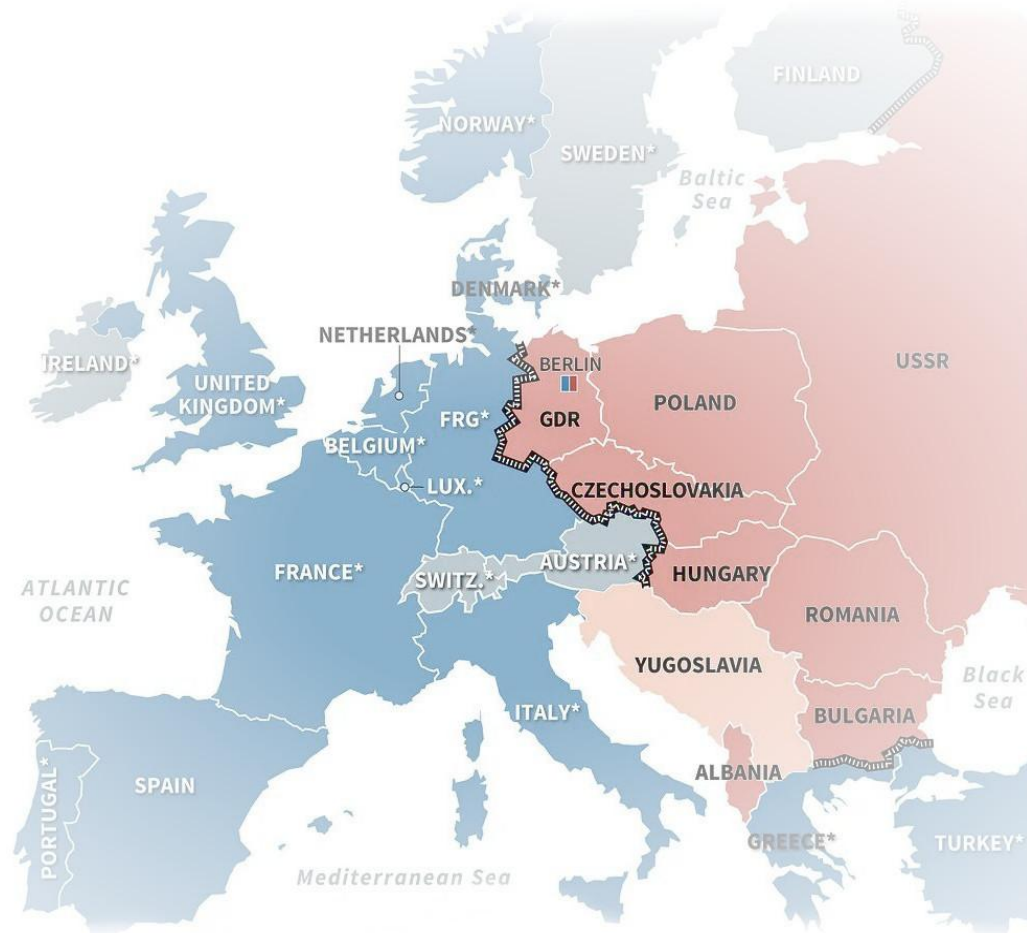 FINLAND
NORWAY*
SWEDEN*
Baltic
Sea
DENMARK*
NETHERLANDS*
IRELAND*
UNITED
KINGDOM*
BERLIN
USSR
FRG*
GDR
POLAND
BELGIUM*
LUX.*
CZECHOSLOVAKIA
ATLANTIC
OCEAN
FRANCE*
SWITZ.*
AUSTRIA*
HUNGARY
ROMANIA
YUGOSLAVIA
Black
Sea
ITALY*
BULGARIA
PORTUGAL*
SPAIN
ALBANIA
GREECE*
TURKEY*
Mediterranean Sea